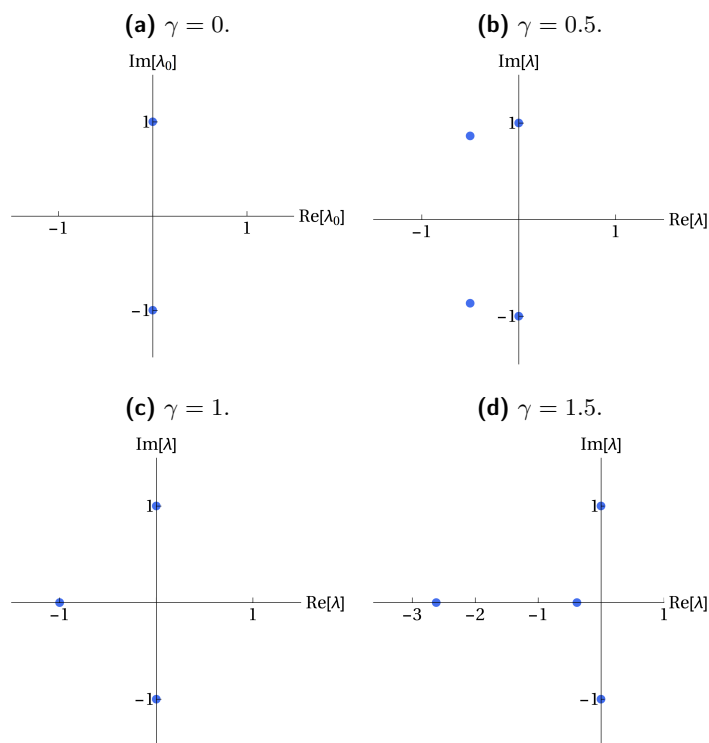 (a) γ = 0.
Im[λ₀]
1
Re[λ₀]
−1
1
−1
(b) γ = 0.5.
Im[λ]
1
Re[λ]
−1
1
−1
(c) γ = 1.
Im[λ]
1
Re[λ]
−1
1
−1
(d) γ = 1.5.
Im[λ]
1
Re[λ]
−3
−2
−1
1
−1